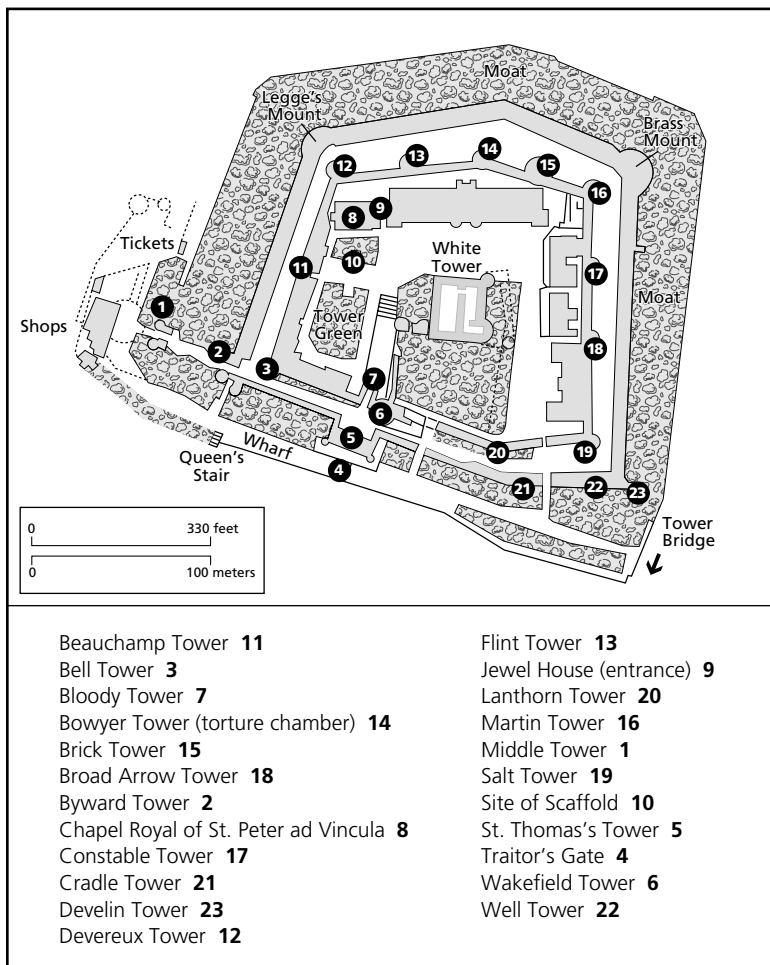 Moat
Legge's
Mount
Brass
Mount
14
13
15
12
16
9
8
Tickets
White
Tower
10
11
17
Moat
1
Tower
Green
Shops
2
18
3
7
6
5
Wharf
20
19
Queen's
Stair
4
21
22
23
Tower
Bridge
0 330 feet
0 100 meters
Beauchamp Tower 11
Bell Tower 3
Bloody Tower 7
Bowyer Tower (torture chamber) 14
Brick Tower 15
Broad Arrow Tower 18
Byward Tower 2
Chapel Royal of St. Peter ad Vincula 8
Constable Tower 17
Cradle Tower 21
Develin Tower 23
Devereux Tower 12
Flint Tower 13
Jewel House (entrance) 9
Lanthorn Tower 20
Martin Tower 16
Middle Tower 1
Salt Tower 19
Site of Scaffold 10
St. Thomas's Tower 5
Traitor's Gate 4
Wakefield Tower 6
Well Tower 22